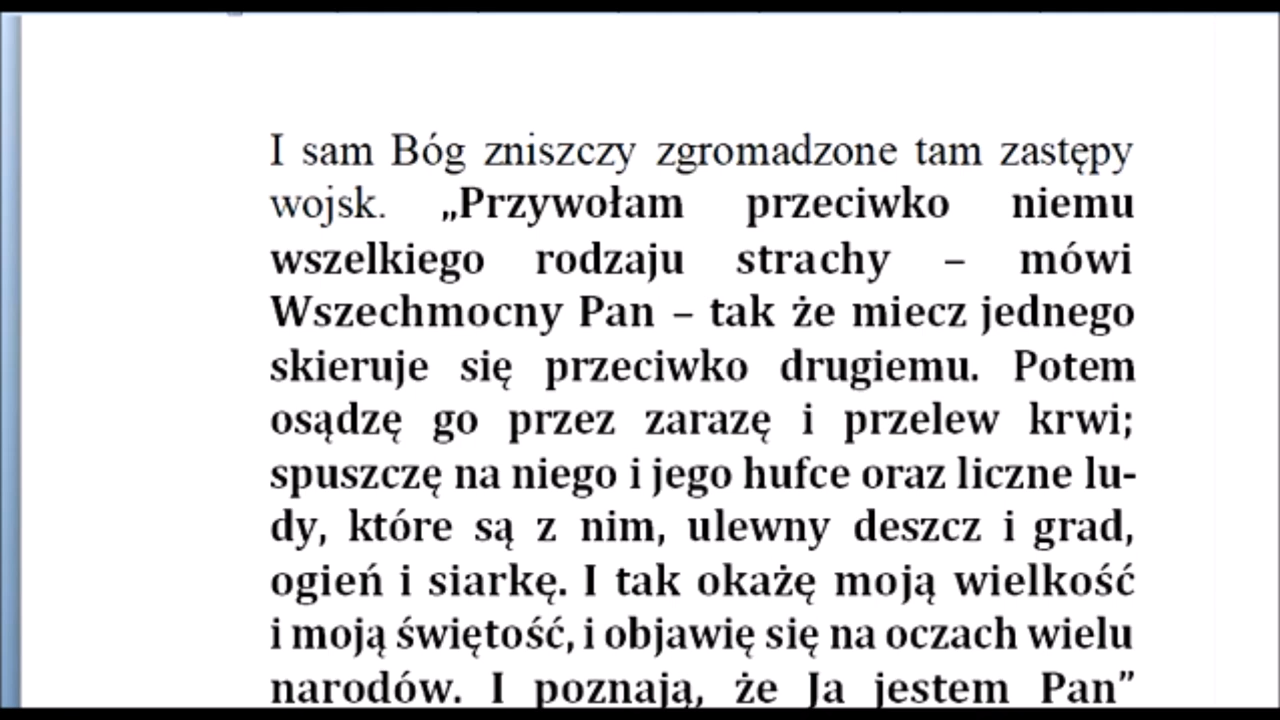 I sam Bóg zniszczy zgromadzone tam zastępy
wojsk. „Przywołam przeciwko niemu
wszelkiego rodzaju strachy – mówi
Wszechmocny Pan – tak że miecz jednego
skieruje się przeciwko drugiemu. Potem
osądzę go przez zarazę i przelew krwi;
spuszczę na niego i jego hufce oraz liczne lu-
dy, które są z nim, ulewny deszcz i grad,
ogień i siarkę. I tak okażę moją wielkość
i moją świętość, i objawię się na oczach wielu
narodów. I poznają, że Ja jestem Pan”